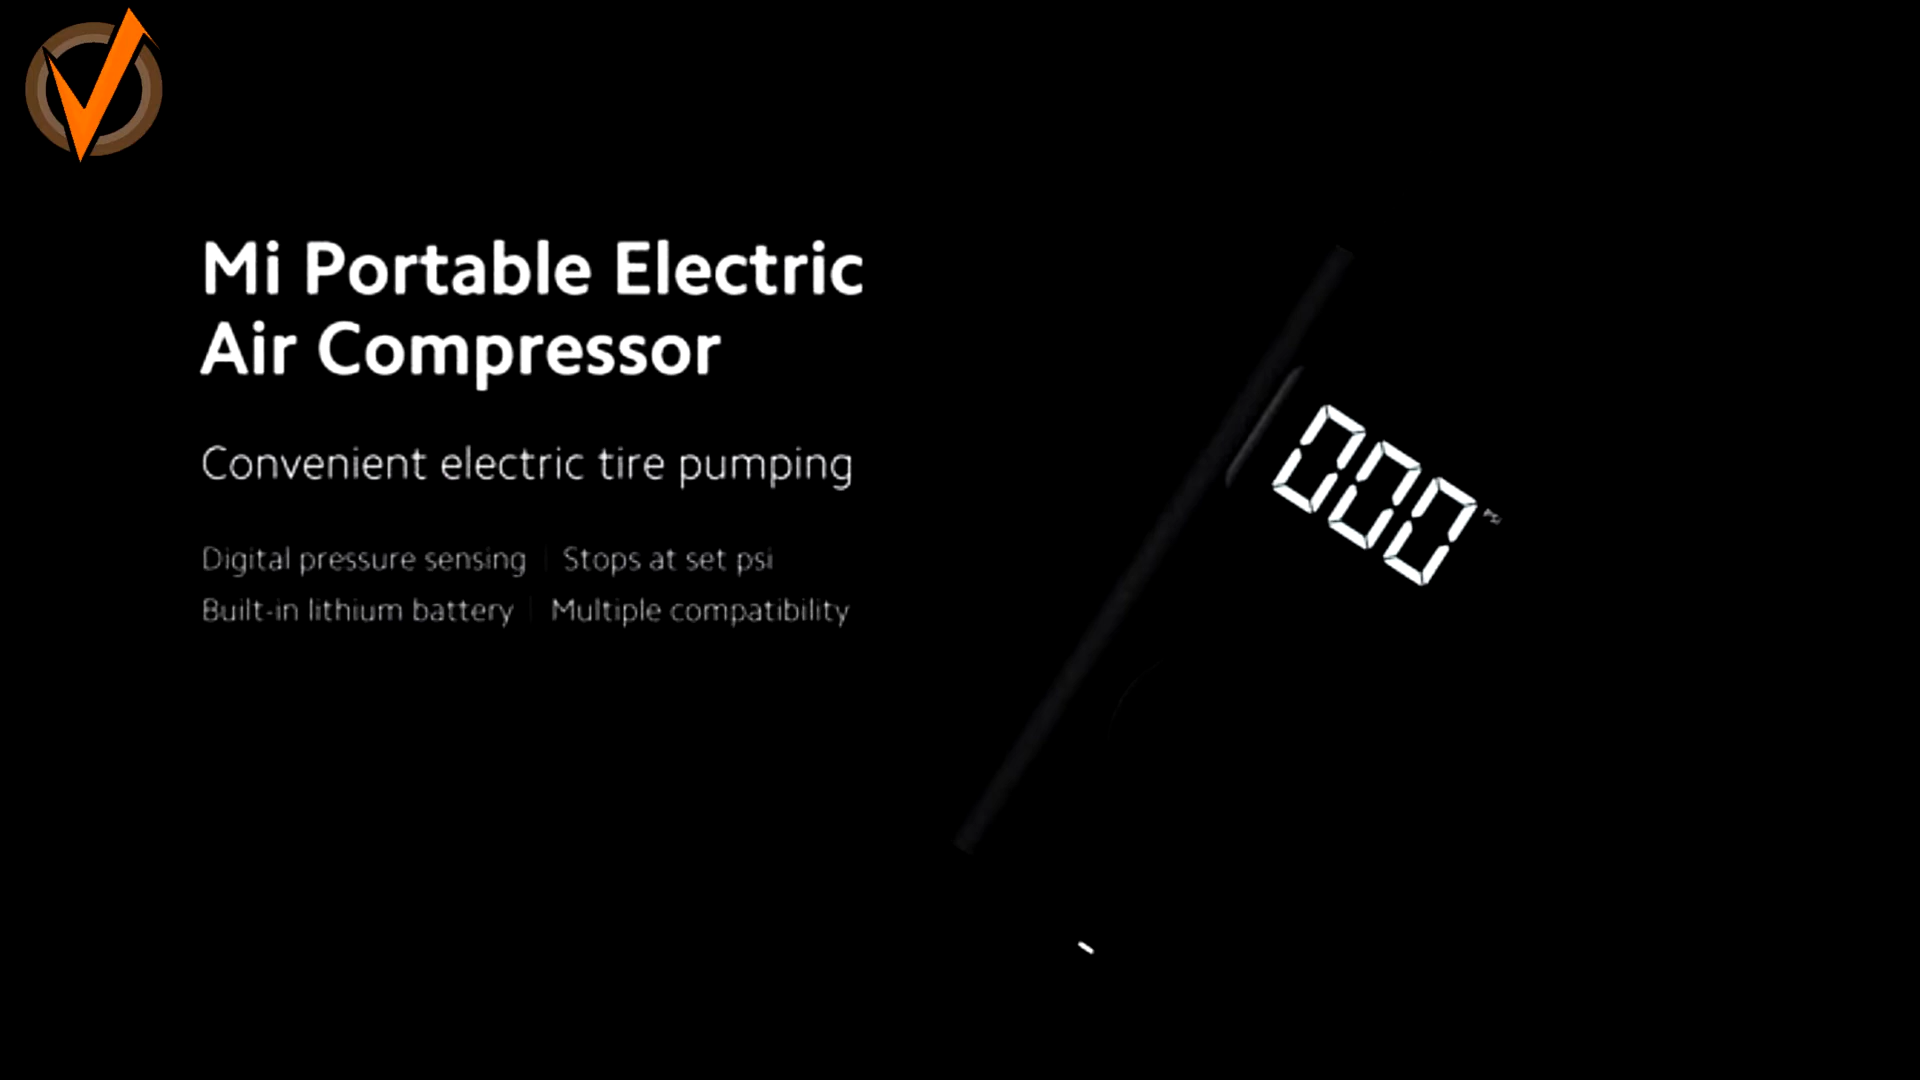 Mi Portable Electric
Air Compressor
Convenient electric tire pumping
Digital pressure sensing | Stops at set psi
Built-in lithium battery | Multiple compatibility
000 PSI